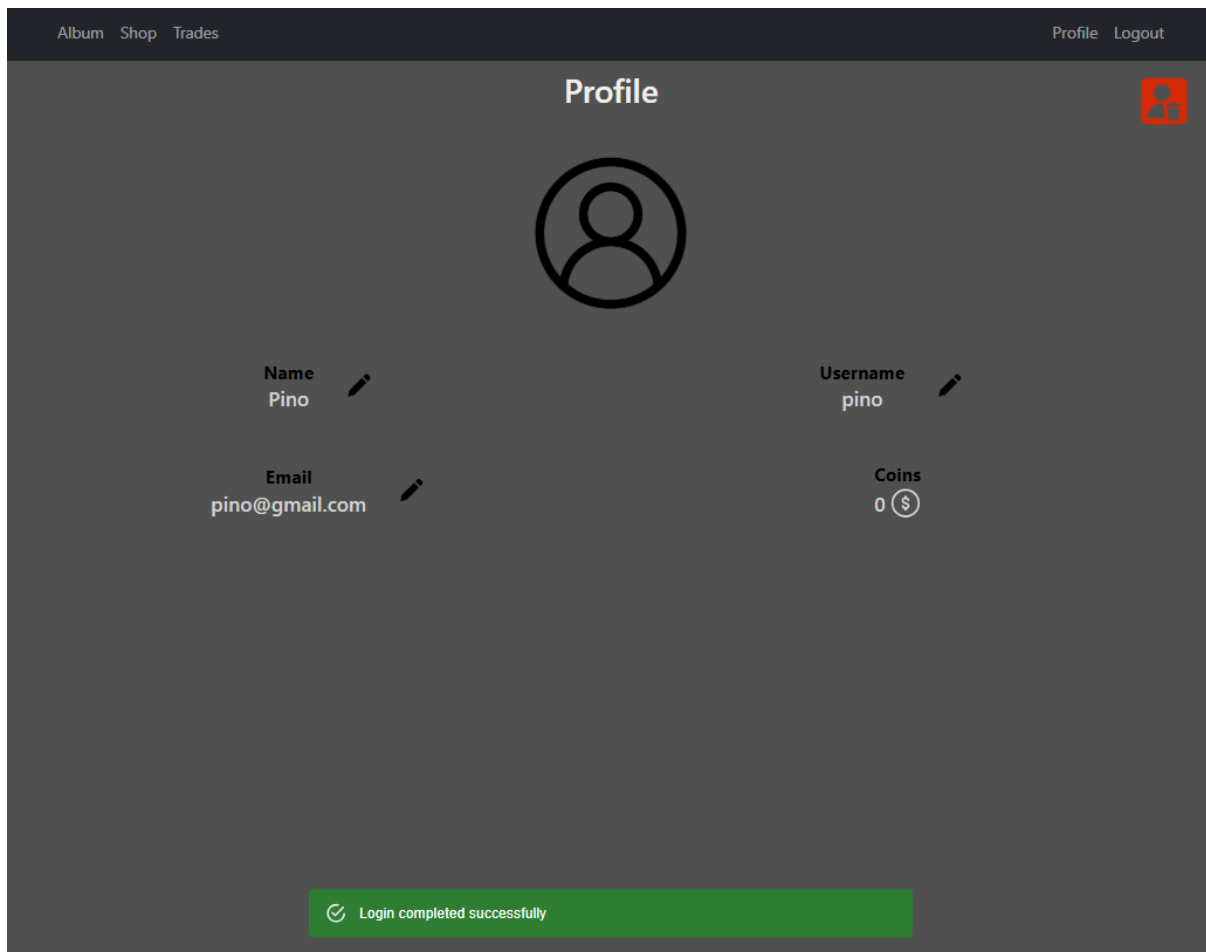 Album Shop Trades Profile Logout
Profile
Name
Pino
Username
pino
Email
pino@gmail.com
Coins
0 $
Login completed successfully